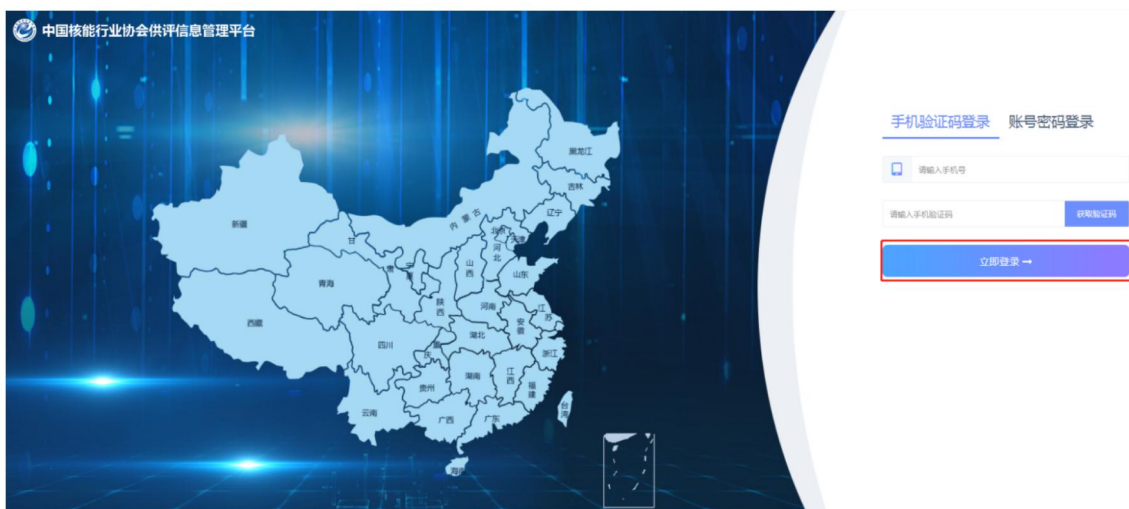 中国核能行业协会供评信息管理平台
手机验证码登录 账号密码登录
请输入手机号
请输入手机验证码 获取验证码
立即登录 →
黑龙江
吉林
辽宁
内蒙古
新疆
北京
天津
河北
甘肃
宁夏
山西
山东
青海
陕西
河南
江苏
安徽
西藏
湖北
四川
重庆
浙江
湖南
江西
贵州
福建
云南
广西
广东
台湾
海南